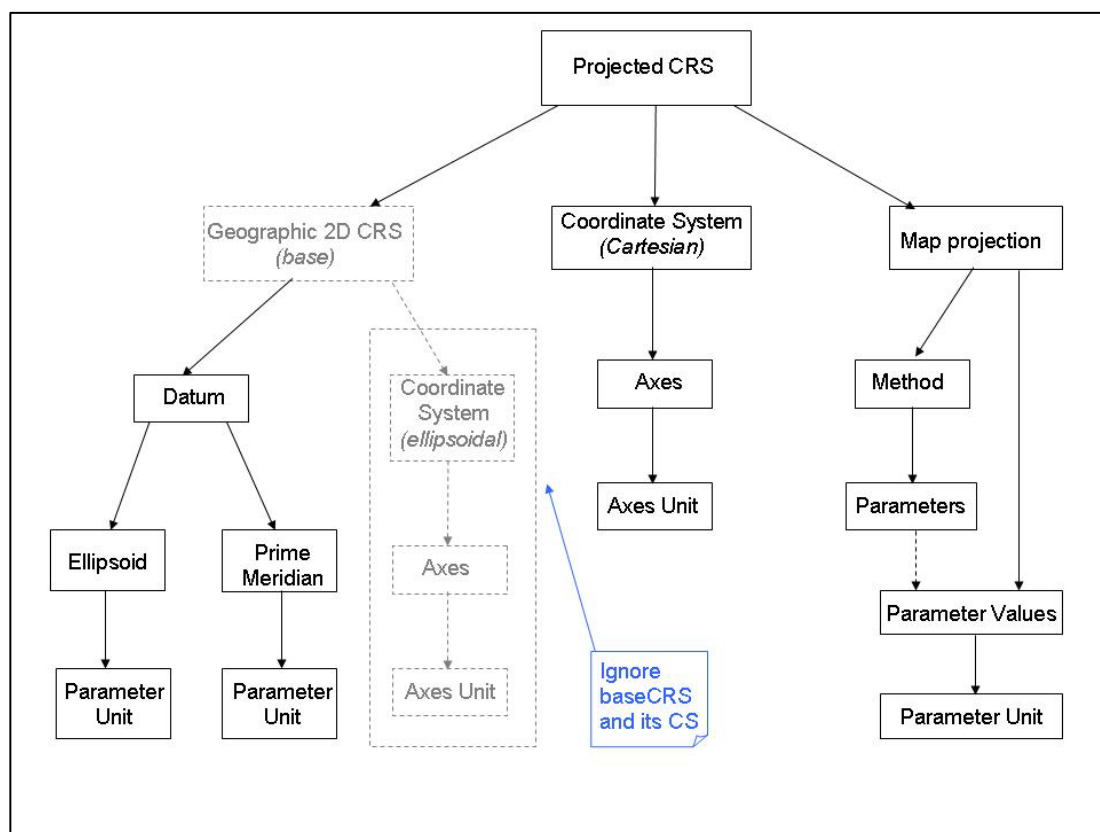 Projected CRS
Geographic 2D CRS
(base)
Coordinate System
(Cartesian)
Map projection
Datum
Coordinate
System
(ellipsoidal)
Axes
Method
Ellipsoid
Prime
Meridian
Axes
Axes Unit
Parameters
Parameter Values
Parameter
Unit
Parameter
Unit
Axes Unit
Ignore
baseCRS
and its CS
Parameter Unit